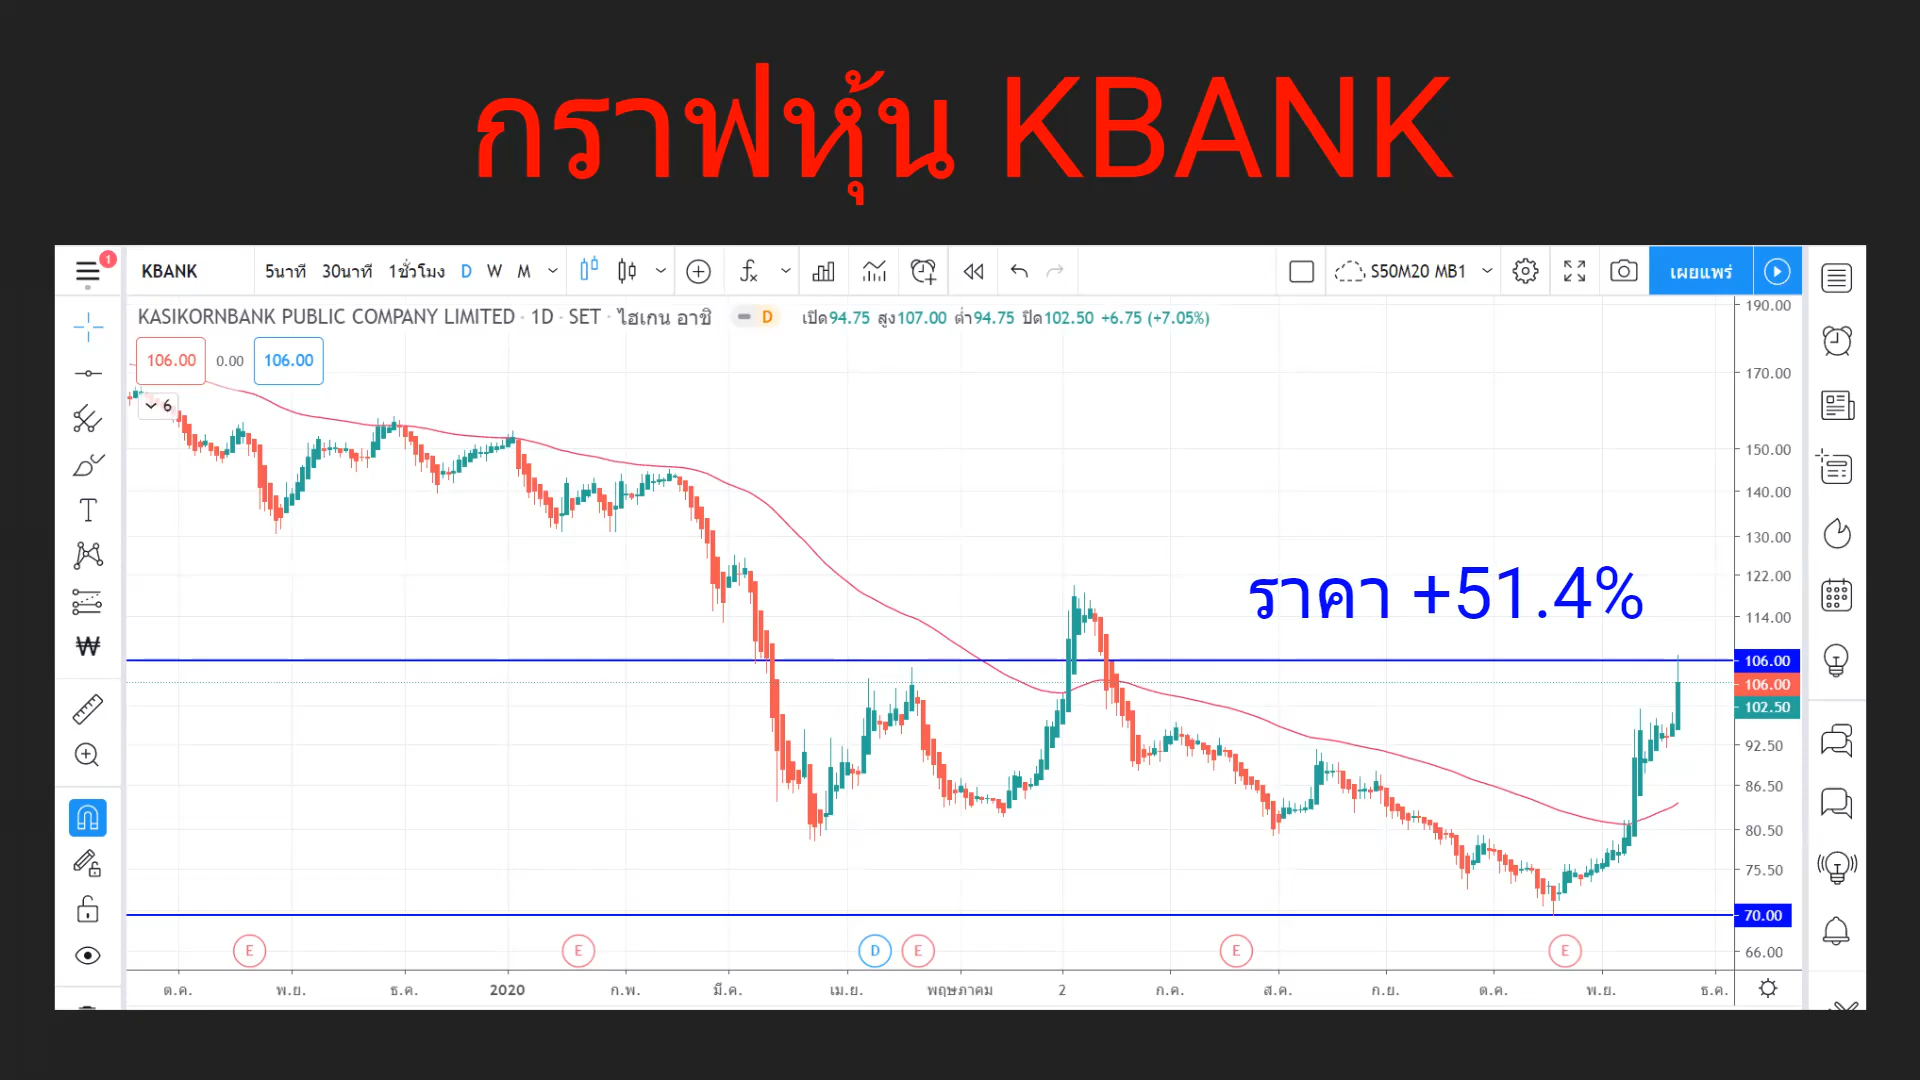 กราฟหุ้น KBANK
1
KBANK 5นาที 30นาที 1ชั่วโมง D W M S50M20 MB1 เผยแพร่
KASIKORNBANK PUBLIC COMPANY LIMITED · 1D · SET · ไฮเกน อาชิ D เปิด94.75 สูง107.00 ต่ำ94.75 ปิด102.50 +6.75 (+7.05%)
106.00 0.00 106.00
6
ราคา +51.4%
190.00
170.00
150.00
140.00
130.00
122.00
114.00
106.00
106.00
102.50
92.50
86.50
80.50
75.50
70.00
66.00
E E D E E E
ต.ค. พ.ย. ธ.ค. 2020 ก.พ. มี.ค. เม.ย. พฤษภาคม 2 ก.ค. ส.ค. ก.ย. ต.ค. พ.ย. ธ.ค.